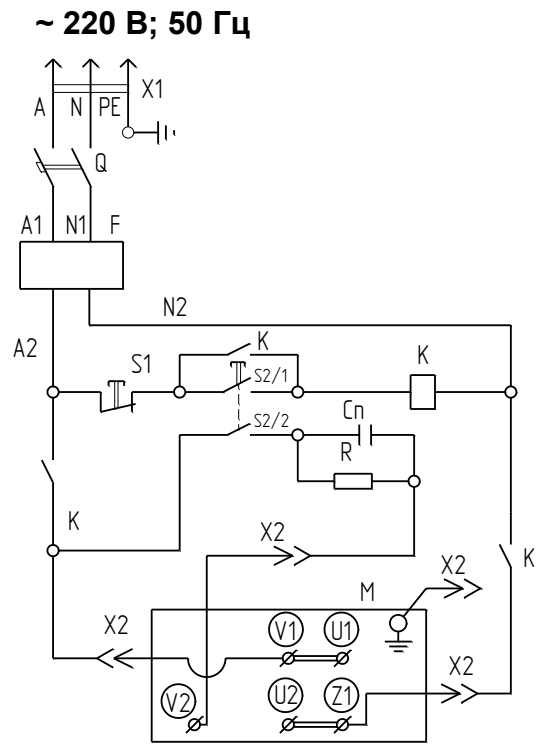 ~ 220 В; 50 Гц
X1
A N PE
Q
A1 N1 F
N2
A2
S1
K
K
S2/1
S2/2
Сп
R
K
X2
K
X2
M
X2
V1 U1
X2
V2 U2 Z1